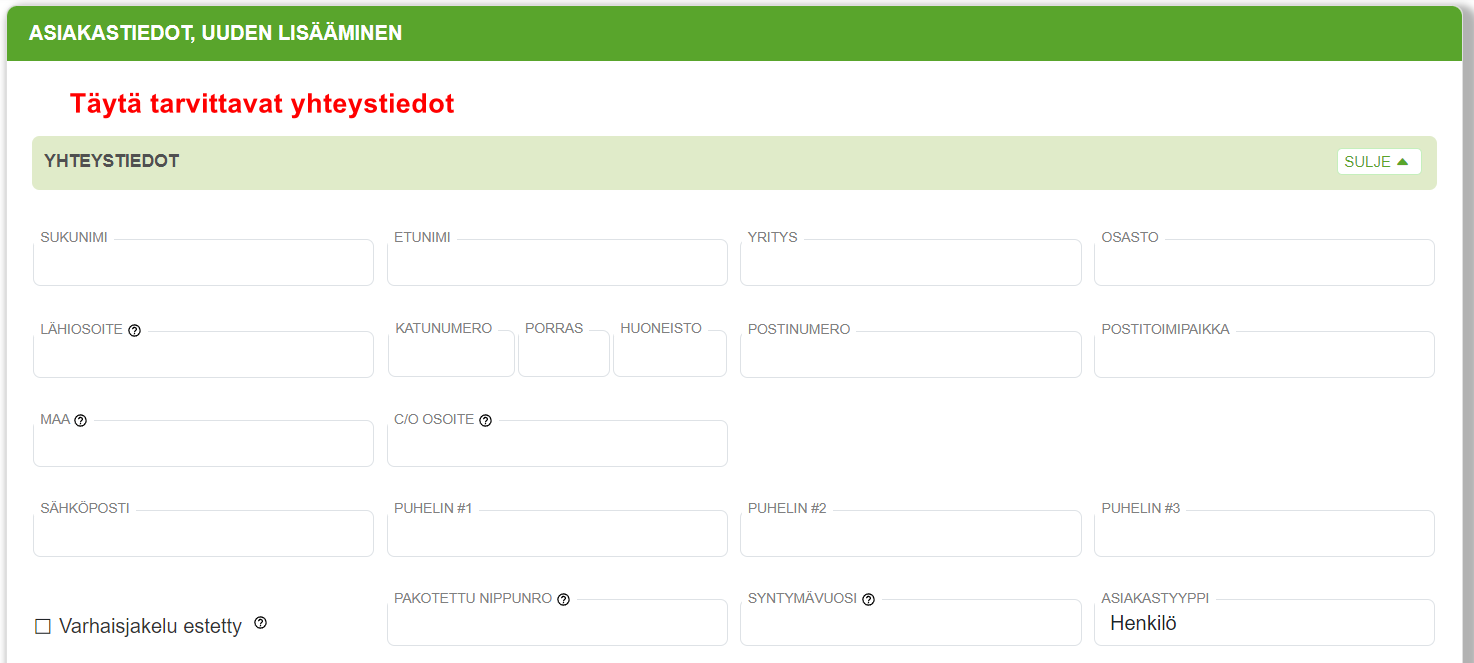 ASIAKASTIEDOT, UUDEN LISÄÄMINEN
Täytä tarvittavat yhteystiedot
YHTEYSTIEDOT SULJE
SUKUNIMI ETUNIMI YRITYS OSASTO
LÄHIOSOITE KATUNUMERO PORRAS HUONEISTO POSTINUMERO POSTITOIMIPAIKKA
MAA C/O OSOITE
SÄHKÖPOSTI PUHELIN #1 PUHELIN #2 PUHELIN #3
PAKOTETTU NIPPUNRO SYNTYMÄVUOSI ASIAKASTYYPPI
Varhaisjakelu estetty Henkilö